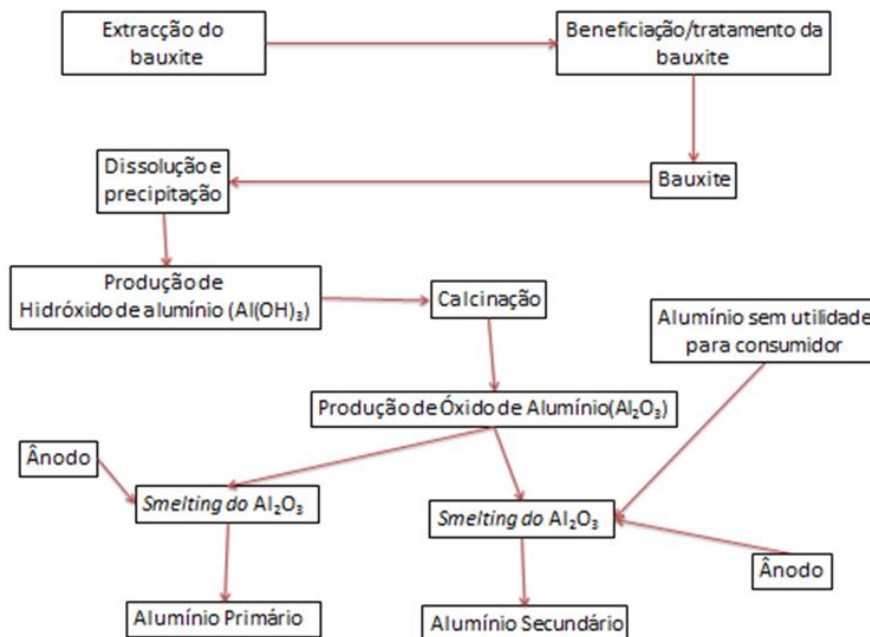 Extracção do
bauxite
Beneficiação/tratamento da
bauxite
Dissolução e
precipitação
Bauxite
Produção de
Hidróxido de alumínio (Al(OH)₃)
Calcinação
Alumínio sem utilidade
para consumidor
Produção de Óxido de Alumínio(Al₂O₃)
Ânodo
Smelting do Al₂O₃
Smelting do Al₂O₃
Ânodo
Alumínio Primário
Alumínio Secundário